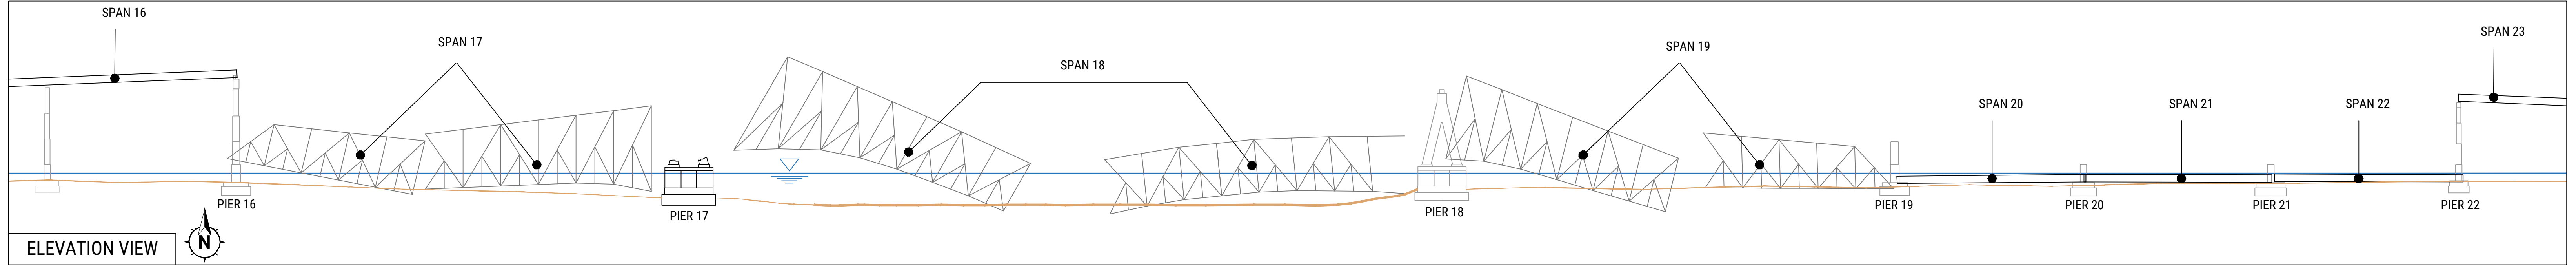 SPAN 16
SPAN 17
SPAN 18
SPAN 19
SPAN 20
SPAN 21
SPAN 22
SPAN 23
PIER 16
PIER 17
PIER 18
PIER 19
PIER 20
PIER 21
PIER 22
ELEVATION VIEW
N